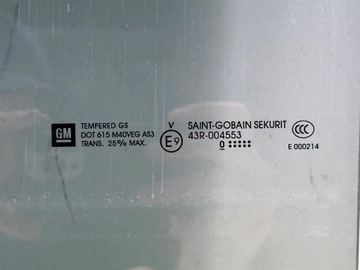 GM
TEMPERED GS
DOT 615 M40VEG AS3
TRANS. 25% MAX.
V
E9
SAINT-GOBAIN SEKURIT
43R-004553
0 ⁙⁙
CCC
E 000214